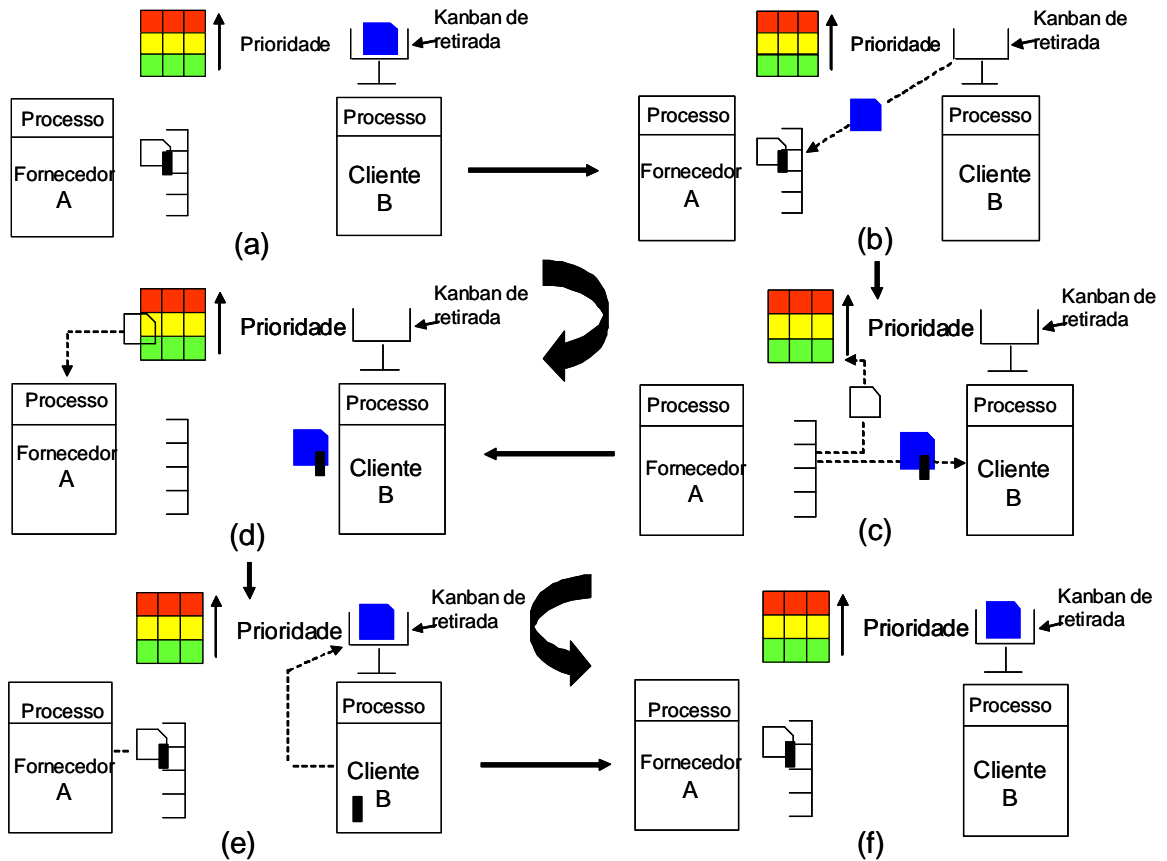 Kanban de
retirada
Prioridade
Processo
Fornecedor
A
Processo
Cliente
B
(a)
Kanban de
retirada
Prioridade
Processo
Fornecedor
A
Processo
Cliente
B
(b)
Kanban de
retirada
Prioridade
Processo
Fornecedor
A
Processo
Cliente
B
(d)
Kanban de
retirada
Prioridade
Processo
Fornecedor
A
Processo
Cliente
B
(c)
Kanban de
retirada
Prioridade
Processo
Fornecedor
A
Processo
Cliente
B
(e)
Kanban de
retirada
Prioridade
Processo
Fornecedor
A
Processo
Cliente
B
(f)